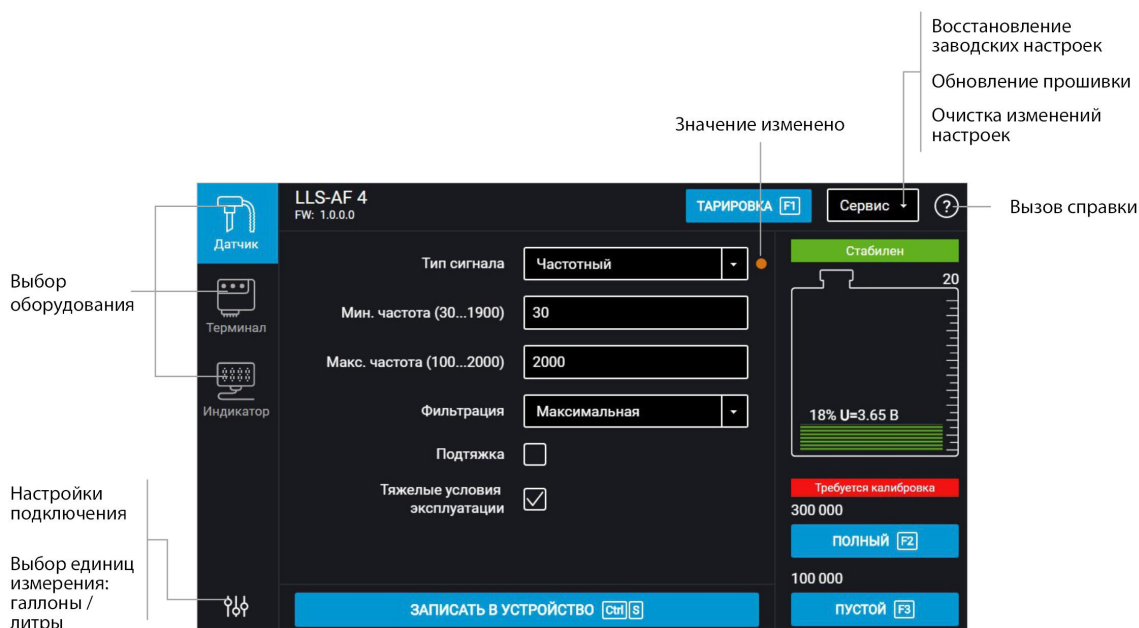 Восстановление
заводских настроек
Обновление прошивки
Очистка изменений
настроек
Значение изменено
LLS-AF 4
FW: 1.0.0.0
ТАРИРОВКА F1
Сервис
?
Вызов справки
Датчик
Тип сигнала
Частотный
Стабилен
20
Выбор
оборудования
Терминал
Мин. частота (30...1900)
30
Макс. частота (100...2000)
2000
Индикатор
Фильтрация
Максимальная
18% U=3.65 В
Подтяжка
Тяжелые условия
эксплуатации
Требуется калибровка
300 000
ПОЛНЫЙ F2
100 000
ПУСТОЙ F3
Настройки
подключения
Выбор единиц
измерения:
галлоны /
литры
ЗАПИСАТЬ В УСТРОЙСТВО Ctrl S